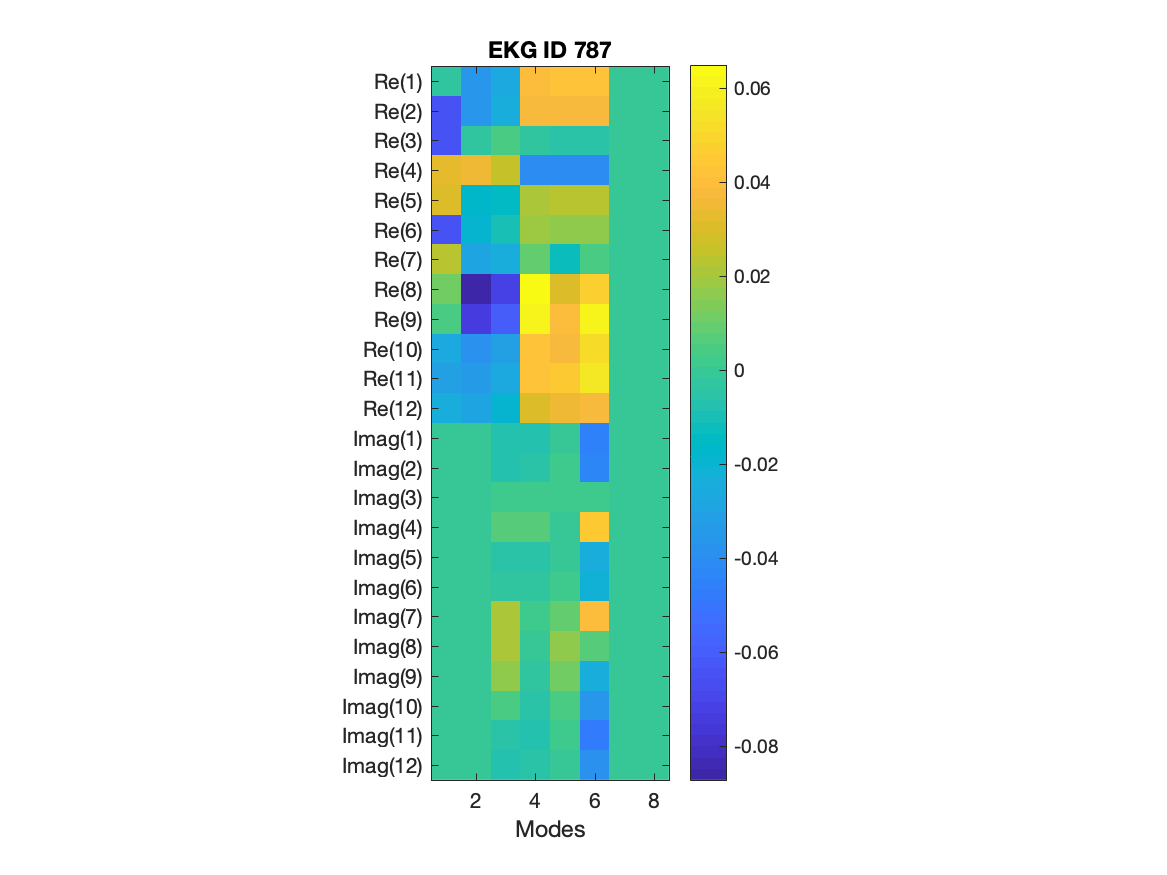 EKG ID 787
Re(1)
Re(2)
Re(3)
Re(4)
Re(5)
Re(6)
Re(7)
Re(8)
Re(9)
Re(10)
Re(11)
Re(12)
Imag(1)
Imag(2)
Imag(3)
Imag(4)
Imag(5)
Imag(6)
Imag(7)
Imag(8)
Imag(9)
Imag(10)
Imag(11)
Imag(12)
2 4 6 8
Modes
0.06
0.04
0.02
0
-0.02
-0.04
-0.06
-0.08